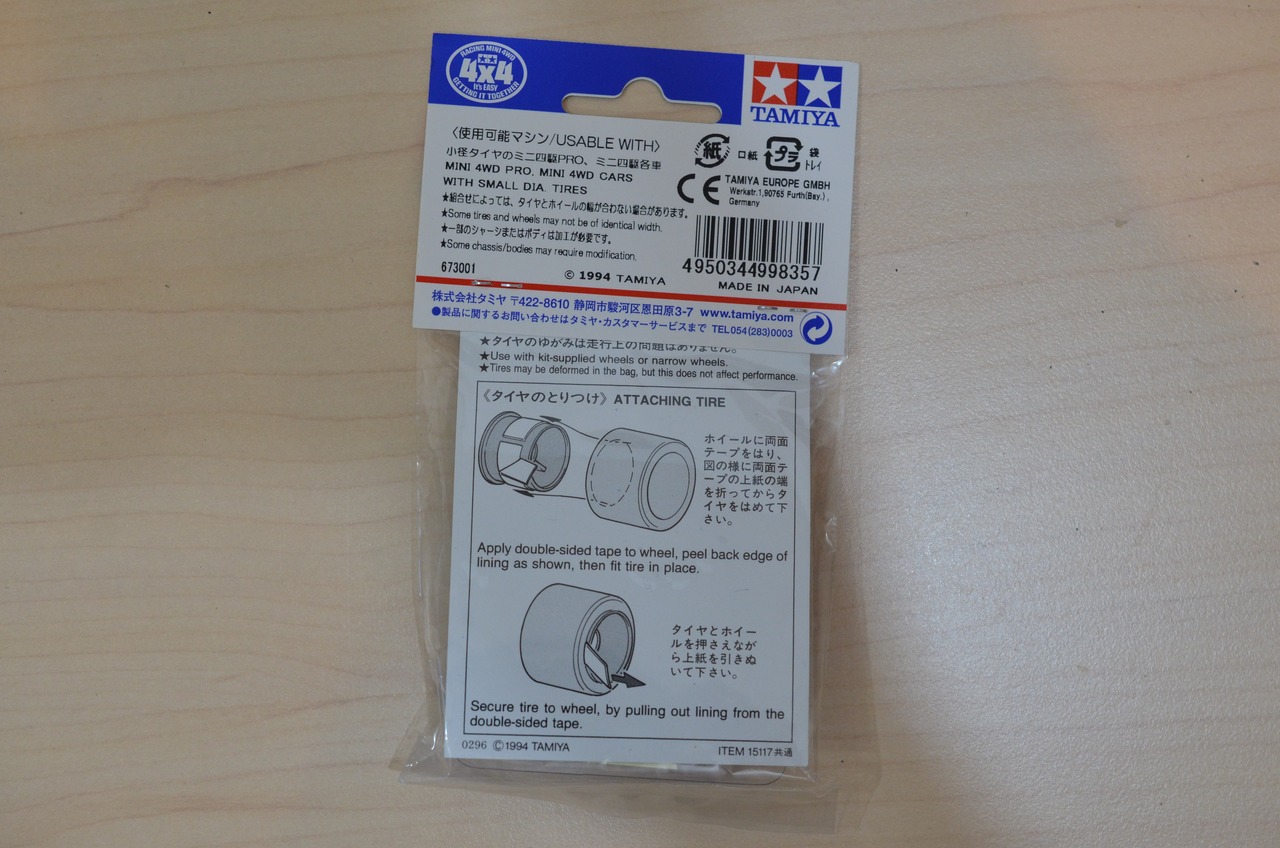 RACING MINI 4WD
4x4
It's EASY
GETTING IT TOGETHER
TAMIYA
〈使用可能マシン/USABLE WITH〉
小径タイヤのミニ四駆PRO、ミニ四駆各車
MINI 4WD PRO, MINI 4WD CARS
WITH SMALL DIA. TIRES
★組合せによっては、タイヤとホイールの幅が合わない場合があります。
★Some tires and wheels may not be of identical width.
★一部のシャーシまたはボディは加工が必要です。
★Some chassis/bodies may require modification.
673001
© 1994 TAMIYA
紙
口紙
プラ
袋
トレイ
CE
TAMIYA EUROPE GMBH
Werkstr.1,90765 Furth(Bay.),
Germany
4950344998357
MADE IN JAPAN
株式会社タミヤ 〒422-8610 静岡市駿河区恩田原3-7 www.tamiya.com
●製品に関するお問い合わせはタミヤ・カスタマーサービスまで TEL054(283)0003
★タイヤのゆがみは走行上の問題はありません。
★Use with kit-supplied wheels or narrow wheels.
★Tires may be deformed in the bag, but this does not affect performance.
《タイヤのとりつけ》 ATTACHING TIRE
ホイールに両面
テープをはり、
図の様に両面テ
ープの上紙の端
を折ってからタ
イヤをはめて下
さい。
Apply double-sided tape to wheel, peel back edge of
lining as shown, then fit tire in place.
タイヤとホイー
ルを押さえなが
ら上紙を引きぬ
いて下さい。
Secure tire to wheel, by pulling out lining from the
double-sided tape.
0296 ©1994 TAMIYA
ITEM 15117共通